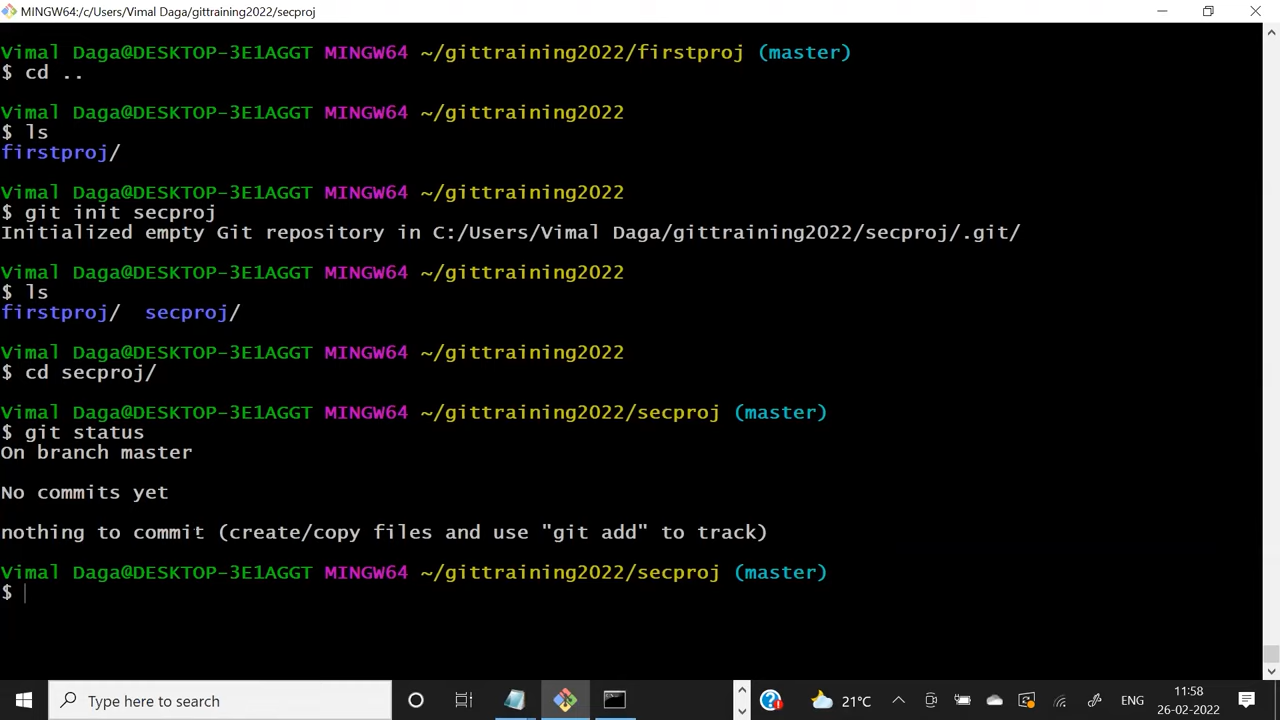 MINGW64:/c/Users/Vimal Daga/gittraining2022/secproj
Vimal Daga@DESKTOP-3E1AGGT MINGW64 ~/gittraining2022/firstproj (master)
$ cd ..
Vimal Daga@DESKTOP-3E1AGGT MINGW64 ~/gittraining2022
$ ls
firstproj/
Vimal Daga@DESKTOP-3E1AGGT MINGW64 ~/gittraining2022
$ git init secproj
Initialized empty Git repository in C:/Users/Vimal Daga/gittraining2022/secproj/.git/
Vimal Daga@DESKTOP-3E1AGGT MINGW64 ~/gittraining2022
$ ls
firstproj/  secproj/
Vimal Daga@DESKTOP-3E1AGGT MINGW64 ~/gittraining2022
$ cd secproj/
Vimal Daga@DESKTOP-3E1AGGT MINGW64 ~/gittraining2022/secproj (master)
$ git status
On branch master
No commits yet
nothing to commit (create/copy files and use "git add" to track)
Vimal Daga@DESKTOP-3E1AGGT MINGW64 ~/gittraining2022/secproj (master)
$
Type here to search
21°C
ENG
11:58
26-02-2022